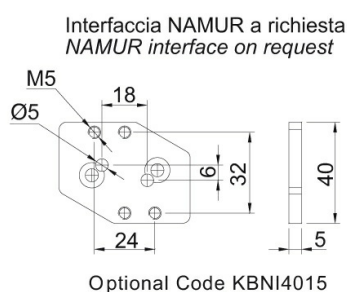 Interfaccia NAMUR a richiesta
NAMUR interface on request
M5
18
Ø5
6
32
40
24
5
Optional Code KBNI4015